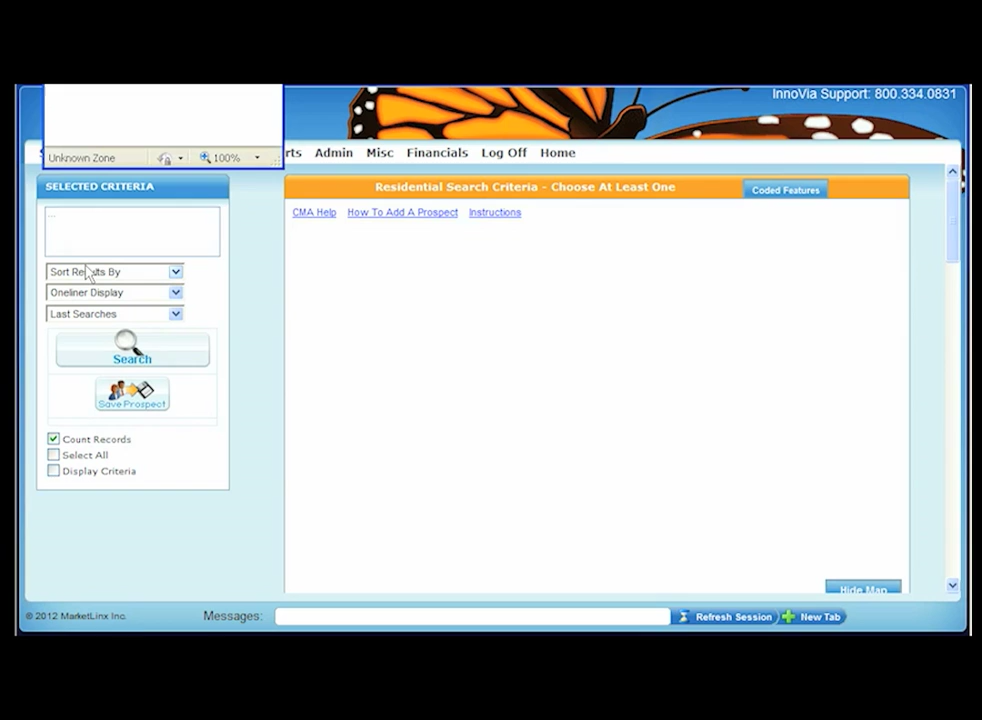 InnoVia Support: 800.334.0831
Unknown Zone
100%
rts Admin Misc Financials Log Off Home
SELECTED CRITERIA
Residential Search Criteria - Choose At Least One
Coded Features
CMA Help How To Add A Prospect Instructions
Sort Results By
Oneliner Display
Last Searches
Search
Save Prospect
Count Records
Select All
Display Criteria
Hide Map
© 2012 MarketLinx Inc.
Messages:
Refresh Session
New Tab